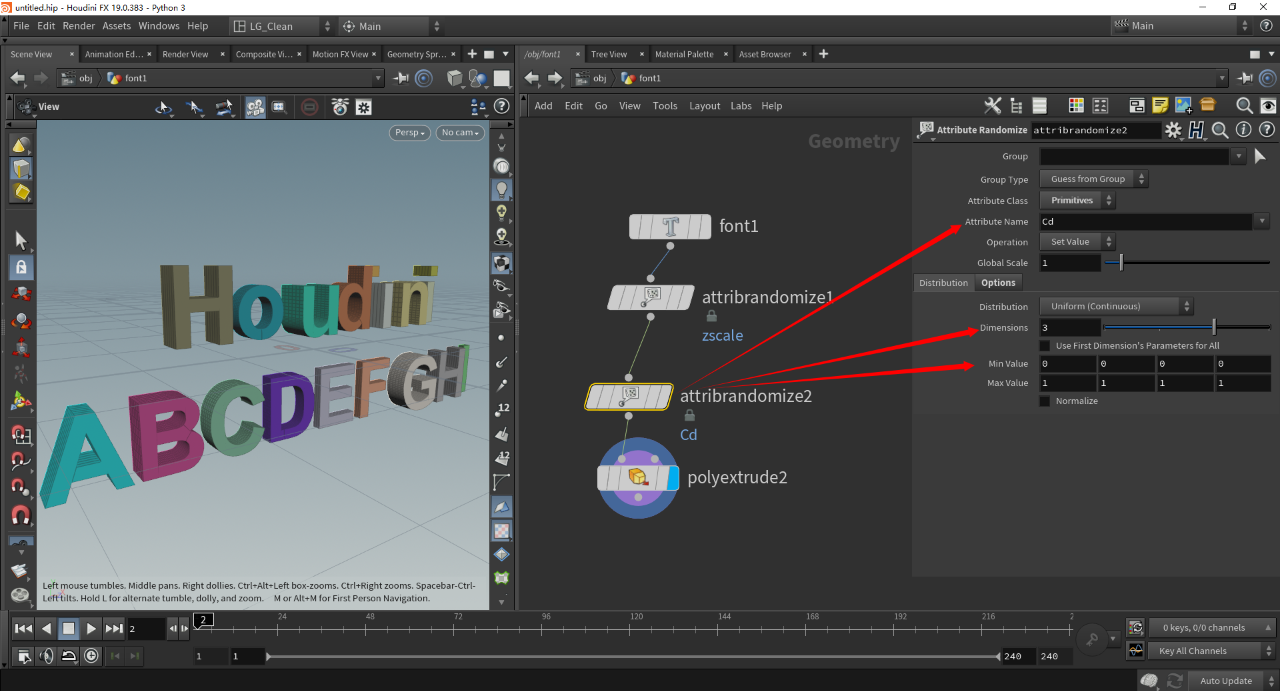 untitled.hip - Houdini FX 19.0.383 - Python 3
File Edit Render Assets Windows Help LG_Clean Main Main
Scene View Animation Ed... Render View Composite Vi... Motion FX View Geometry Spr...
/obj/font1 Tree View Material Palette Asset Browser
obj font1
obj font1
View
Add Edit Go View Tools Layout Labs Help
Persp No cam
Geometry
Houdini
ABCDEFGH
font1
attribrandomize1
zscale
attribrandomize2
Cd
polyextrude2
Attribute Randomize attribrandomize2
Group
Group Type Guess from Group
Attribute Class Primitives
Attribute Name Cd
Operation Set Value
Global Scale 1
Distribution Options
Distribution Uniform (Continuous)
Dimensions 3
Use First Dimension's Parameters for All
Min Value 0 0 0 0
Max Value 1 1 1 1
Normalize
12
12
Left mouse tumbles. Middle pans. Right dollies. Ctrl+Alt+Left box-zooms. Ctrl+Right zooms. Spacebar-Ctrl-
Left tilts. Hold L for alternate tumble, dolly, and zoom. M or Alt+M for First Person Navigation.
2 2 24 48 72 96 120 144 168 192 216 2
0 keys, 0/0 channels
1 1 240 240
Key All Channels
Auto Update